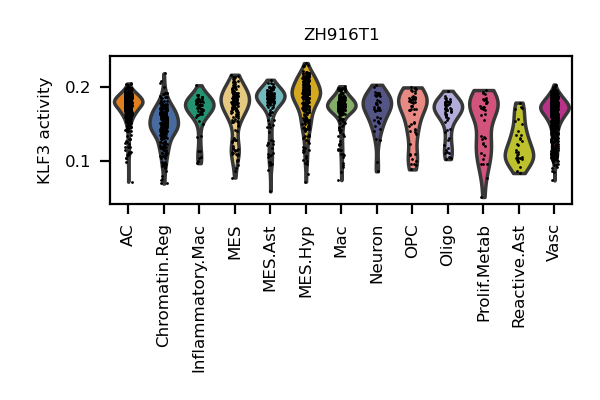 ZH916T1
KLF3 activity
0.2
0.1
AC
Chromatin.Reg
Inflammatory.Mac
MES
MES.Ast
MES.Hyp
Mac
Neuron
OPC
Oligo
Prolif.Metab
Reactive.Ast
Vasc